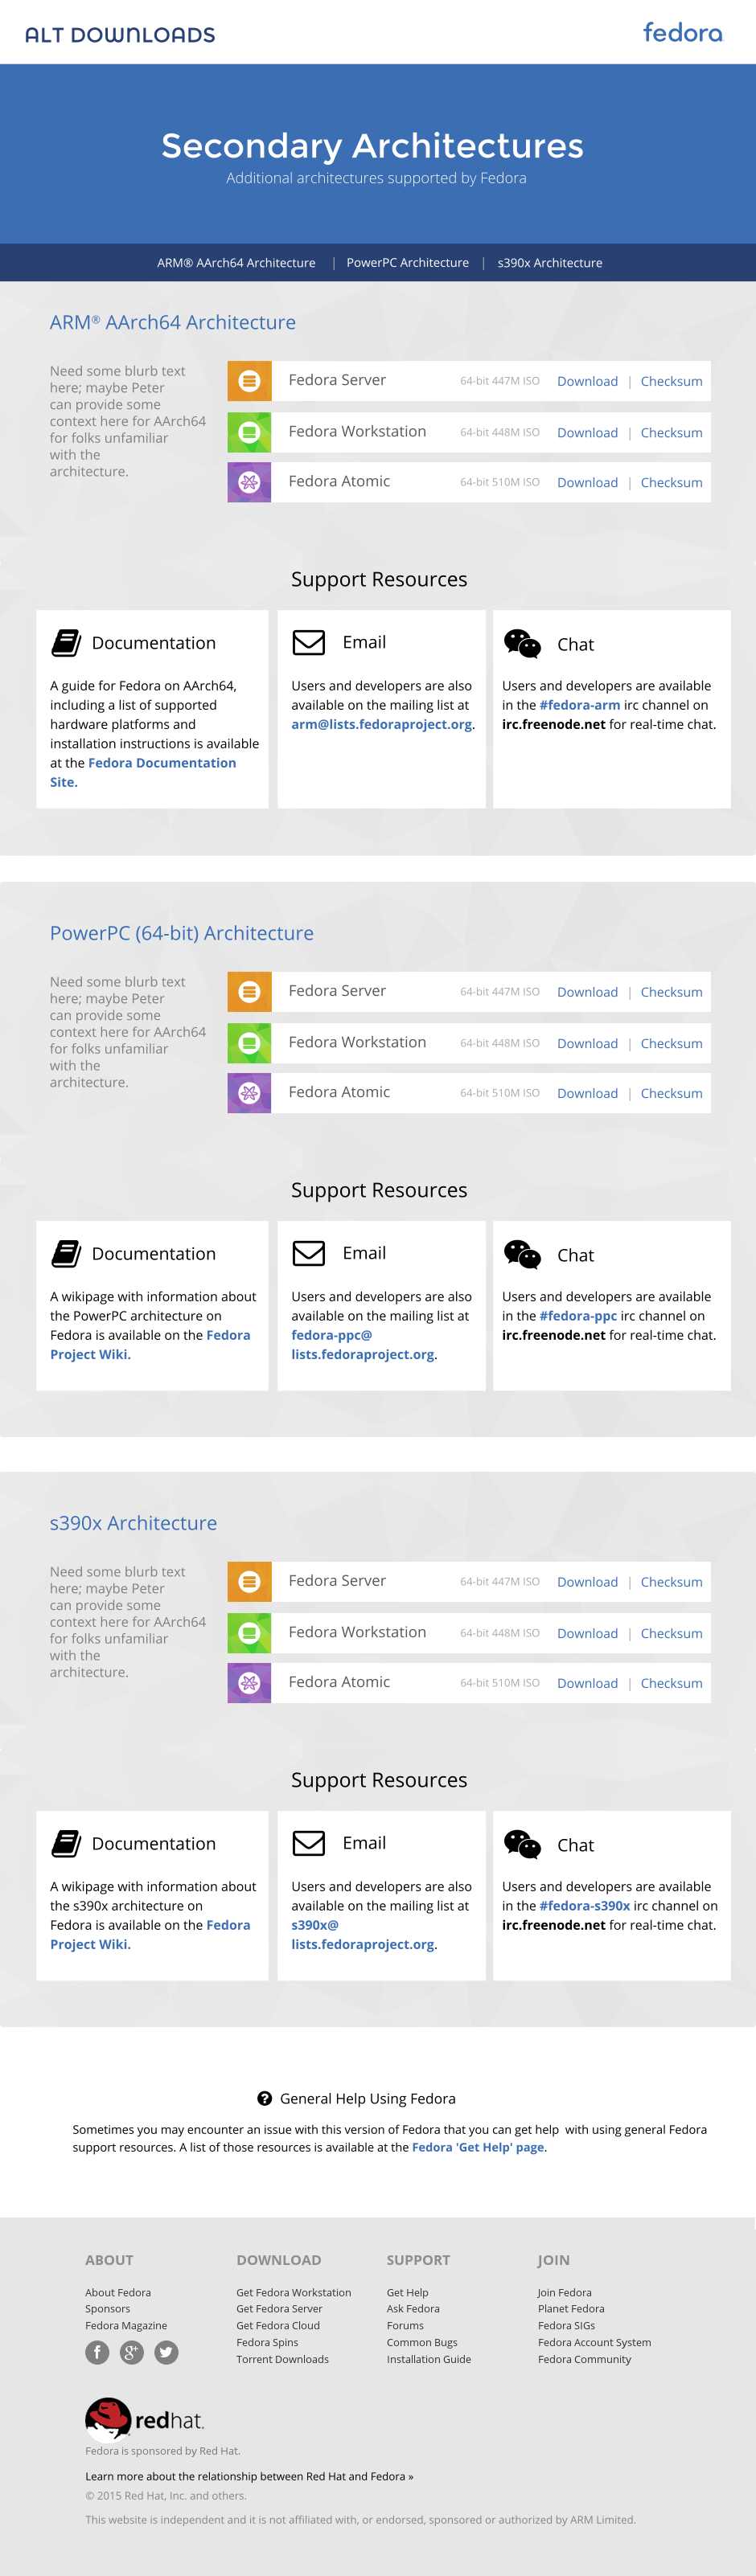 ALT DOWNLOADS
fedora
Secondary Architectures
Additional architectures supported by Fedora
ARM® AArch64 Architecture | PowerPC Architecture | s390x Architecture
ARM® AArch64 Architecture
Need some blurb text
here; maybe Peter
can provide some
context here for AArch64
for folks unfamiliar
with the
architecture.
Fedora Server 64-bit 447M ISO Download | Checksum
Fedora Workstation 64-bit 448M ISO Download | Checksum
Fedora Atomic 64-bit 510M ISO Download | Checksum
Support Resources
Documentation
A guide for Fedora on AArch64,
including a list of supported
hardware platforms and
installation instructions is available
at the Fedora Documentation
Site.
Email
Users and developers are also
available on the mailing list at
arm@lists.fedoraproject.org.
Chat
Users and developers are available
in the #fedora-arm irc channel on
irc.freenode.net for real-time chat.
PowerPC (64-bit) Architecture
Need some blurb text
here; maybe Peter
can provide some
context here for AArch64
for folks unfamiliar
with the
architecture.
Fedora Server 64-bit 447M ISO Download | Checksum
Fedora Workstation 64-bit 448M ISO Download | Checksum
Fedora Atomic 64-bit 510M ISO Download | Checksum
Support Resources
Documentation
A wikipage with information about
the PowerPC architecture on
Fedora is available on the Fedora
Project Wiki.
Email
Users and developers are also
available on the mailing list at
fedora-ppc@
lists.fedoraproject.org.
Chat
Users and developers are available
in the #fedora-ppc irc channel on
irc.freenode.net for real-time chat.
s390x Architecture
Need some blurb text
here; maybe Peter
can provide some
context here for AArch64
for folks unfamiliar
with the
architecture.
Fedora Server 64-bit 447M ISO Download | Checksum
Fedora Workstation 64-bit 448M ISO Download | Checksum
Fedora Atomic 64-bit 510M ISO Download | Checksum
Support Resources
Documentation
A wikipage with information about
the s390x architecture on
Fedora is available on the Fedora
Project Wiki.
Email
Users and developers are also
available on the mailing list at
s390x@
lists.fedoraproject.org.
Chat
Users and developers are available
in the #fedora-s390x irc channel on
irc.freenode.net for real-time chat.
General Help Using Fedora
Sometimes you may encounter an issue with this version of Fedora that you can get help with using general Fedora
support resources. A list of those resources is available at the Fedora 'Get Help' page.
ABOUT
About Fedora
Sponsors
Fedora Magazine
DOWNLOAD
Get Fedora Workstation
Get Fedora Server
Get Fedora Cloud
Fedora Spins
Torrent Downloads
SUPPORT
Get Help
Ask Fedora
Forums
Common Bugs
Installation Guide
JOIN
Join Fedora
Planet Fedora
Fedora SIGs
Fedora Account System
Fedora Community
redhat.
Fedora is sponsored by Red Hat.
Learn more about the relationship between Red Hat and Fedora »
© 2015 Red Hat, Inc. and others.
This website is independent and it is not affiliated with, or endorsed, sponsored or authorized by ARM Limited.